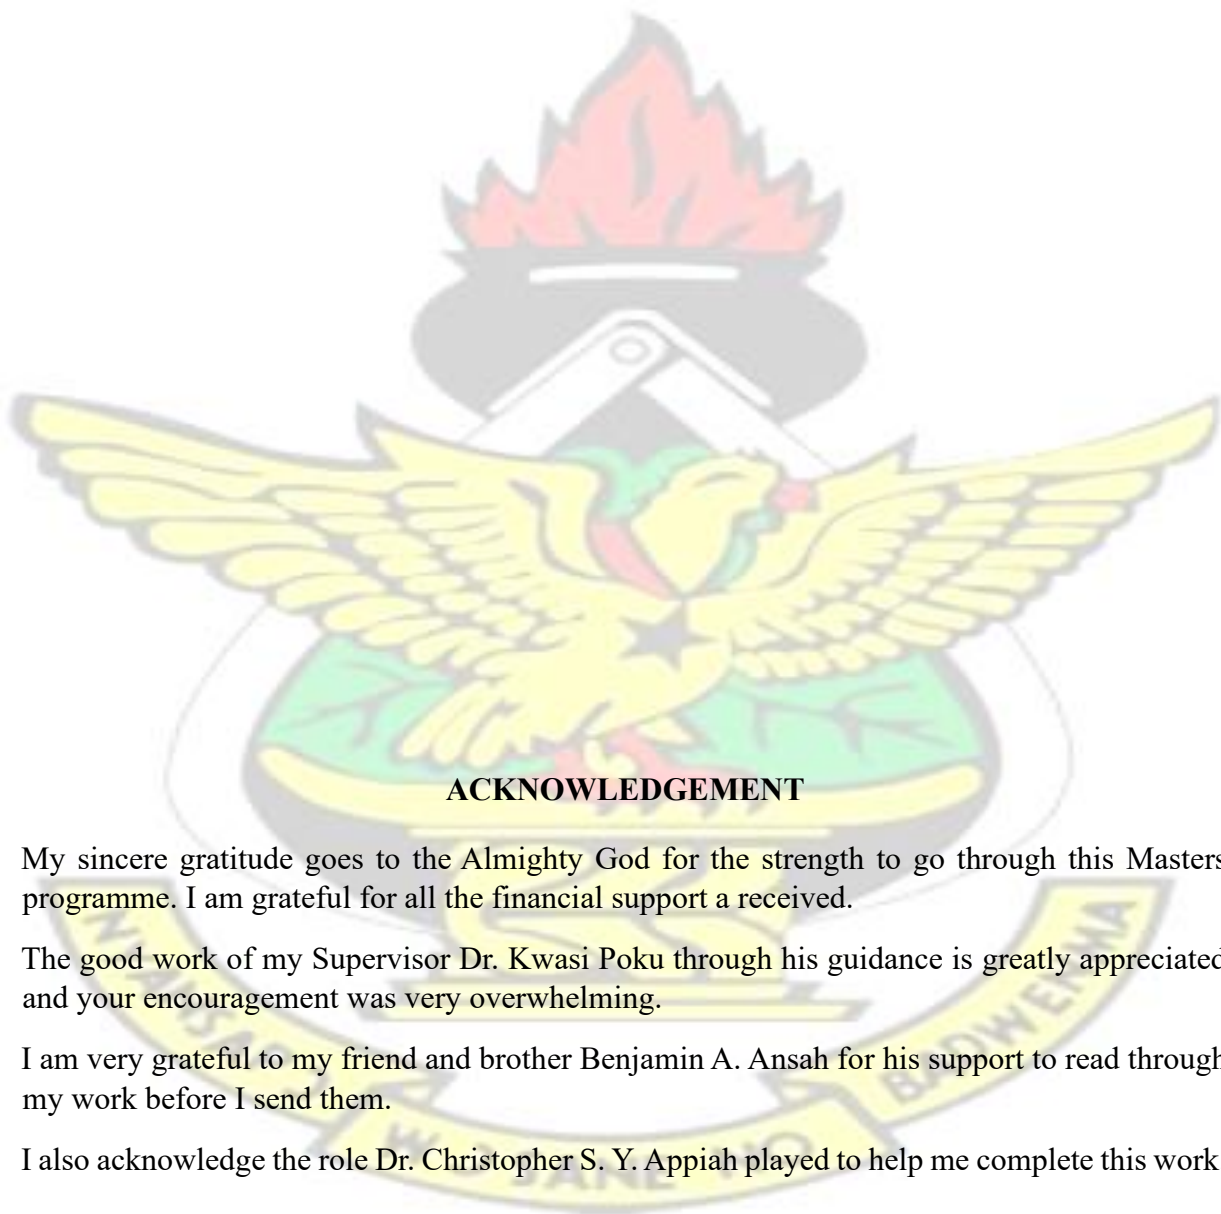 ACKNOWLEDGEMENT
My sincere gratitude goes to the Almighty God for the strength to go through this Masters
programme. I am grateful for all the financial support a received.
The good work of my Supervisor Dr. Kwasi Poku through his guidance is greatly appreciated
and your encouragement was very overwhelming.
I am very grateful to my friend and brother Benjamin A. Ansah for his support to read through
my work before I send them.
I also acknowledge the role Dr. Christopher S. Y. Appiah played to help me complete this work
W J SANE NO
BADWENMA